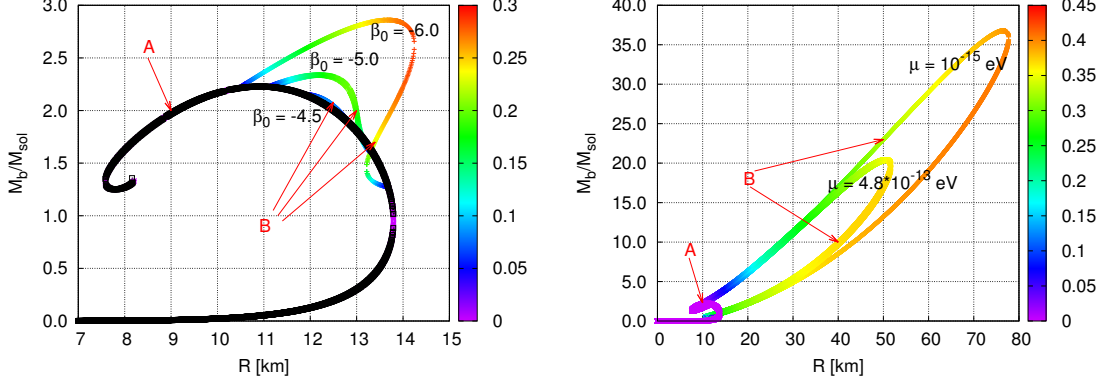 3.0
2.5
2.0
1.5
1.0
0.5
0.0
M_b/M_sol
7 8 9 10 11 12 13 14 15
R [km]
A
B
β_0 = -6.0
β_0 = -5.0
β_0 = -4.5
0.3
0.25
0.2
0.15
0.1
0.05
0
40.0
35.0
30.0
25.0
20.0
15.0
10.0
5.0
0.0
M_b/M_sol
0 10 20 30 40 50 60 70 80
R [km]
μ = 10^-15 eV
B
μ = 4.8*10^-13 eV
A
0.45
0.4
0.35
0.3
0.25
0.2
0.15
0.1
0.05
0